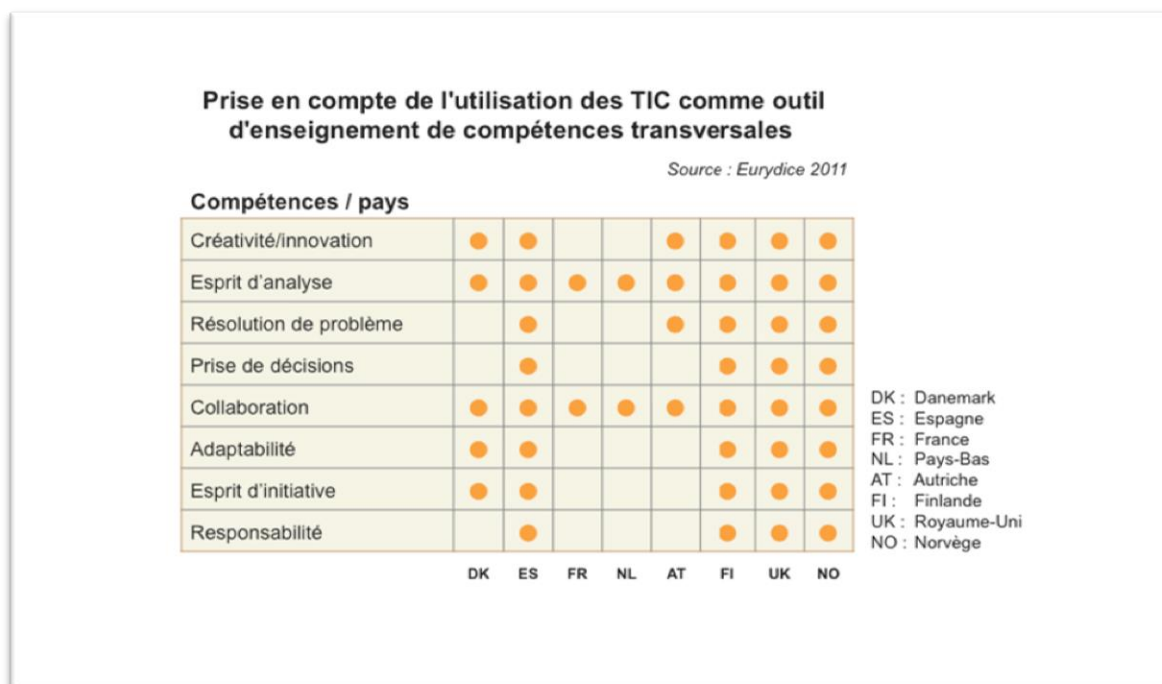 Prise en compte de l'utilisation des TIC comme outil
d'enseignement de compétences transversales
Source : Eurydice 2011
Compétences / pays
Créativité/innovation
Esprit d'analyse
Résolution de problème
Prise de décisions
Collaboration
Adaptabilité
Esprit d'initiative
Responsabilité
DK ES FR NL AT FI UK NO
DK : Danemark
ES : Espagne
FR : France
NL : Pays-Bas
AT : Autriche
FI : Finlande
UK : Royaume-Uni
NO : Norvège